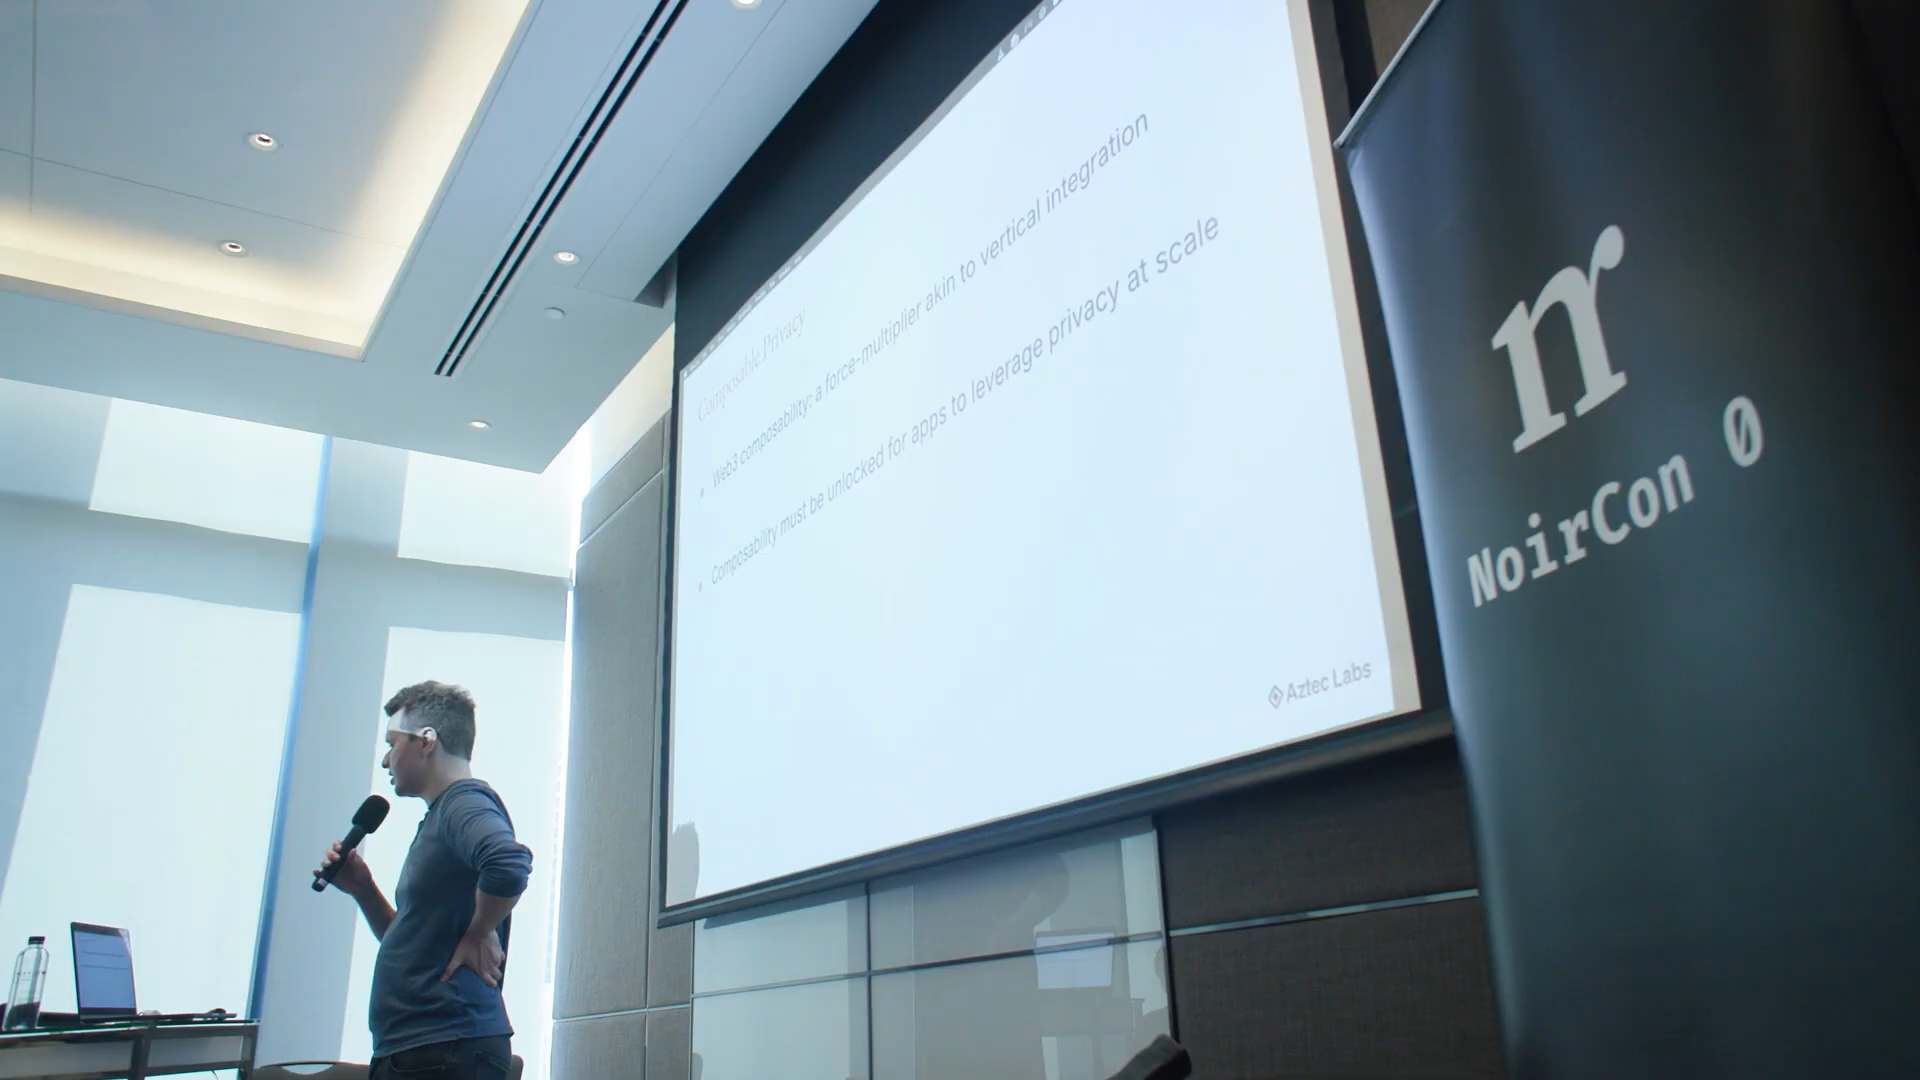 Composable Privacy
Web3 composability: a force-multiplier akin to vertical integration
Composability must be unlocked for apps to leverage privacy at scale
Aztec Labs
nr
NoirCon 0